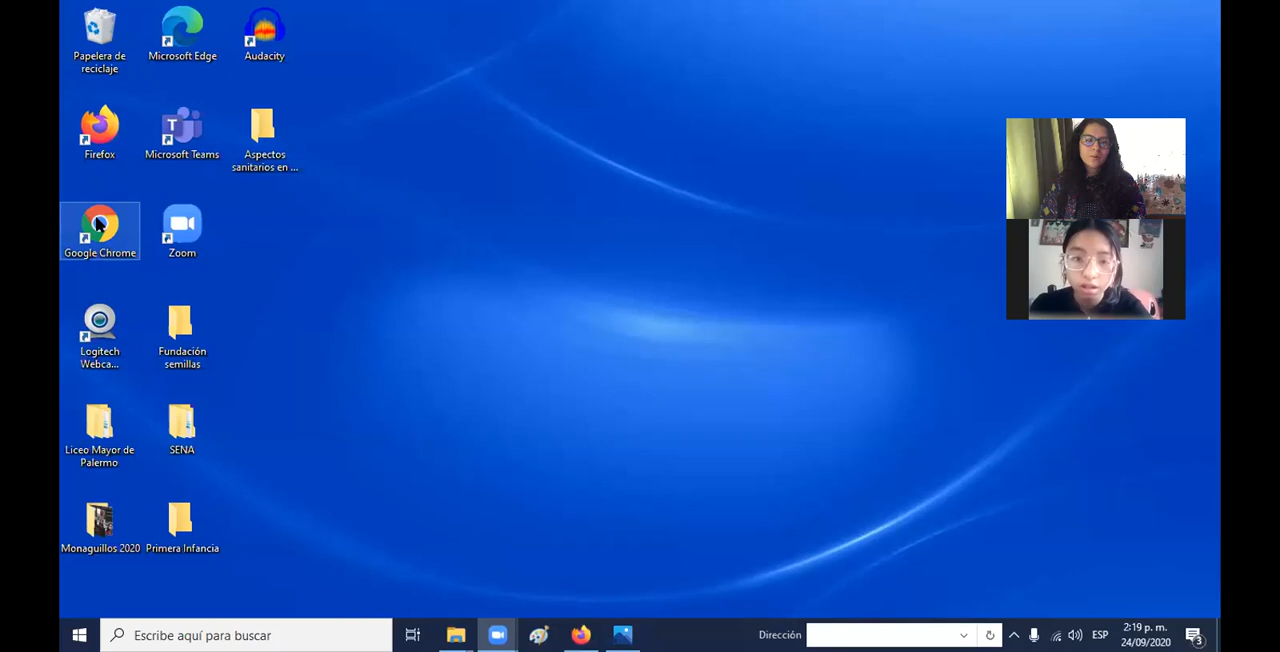 Papelera de
reciclaje
Microsoft Edge
Audacity
Firefox
Microsoft Teams
Aspectos
sanitarios en ...
Google Chrome
Zoom
Logitech
Webca...
Fundación
semillas
Liceo Mayor de
Palermo
SENA
Monaguillos 2020
Primera Infancia
Escribe aquí para buscar
Dirección
ESP
2:19 p. m.
24/09/2020
3